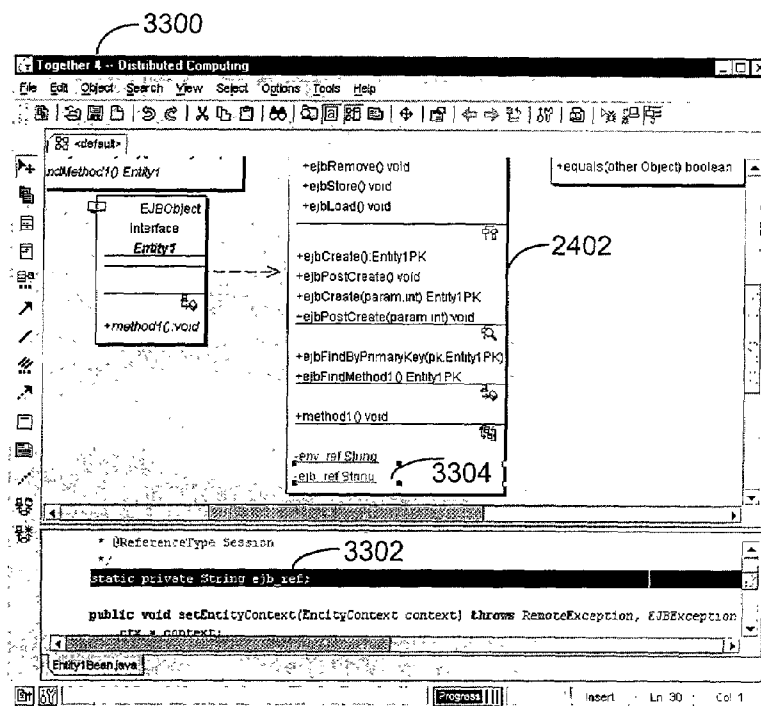 3300
Together 4 -- Distributed Computing
File Edit Object Search View Select Options Tools Help
<default>
ndMethod1() Entity1
+ejbRemove() void
+ejbStore() void
+ejbLoad() void
+equals(other Object) boolean
EJBObject
Interface
Entity1
+method1():void
2402
+ejbCreate():Entity1PK
+ejbPostCreate() void
+ejbCreate(param.int) Entity1PK
+ejbPostCreate(param int) void
+ejbFindByPrimaryKey(pk.Entity1PK)
+ejbFindMethod1() Entity1PK
+method1() void
-env_ref String
-ejb_ref String
3304
* @ReferenceType Session
*/
3302
static private String ejb_ref;
public void setEntityContext(EntityContext context) throws RemoteException, EJBException
ctx = context;
Entity1Bean.java
Progress
Insert Ln 30 : Col 1